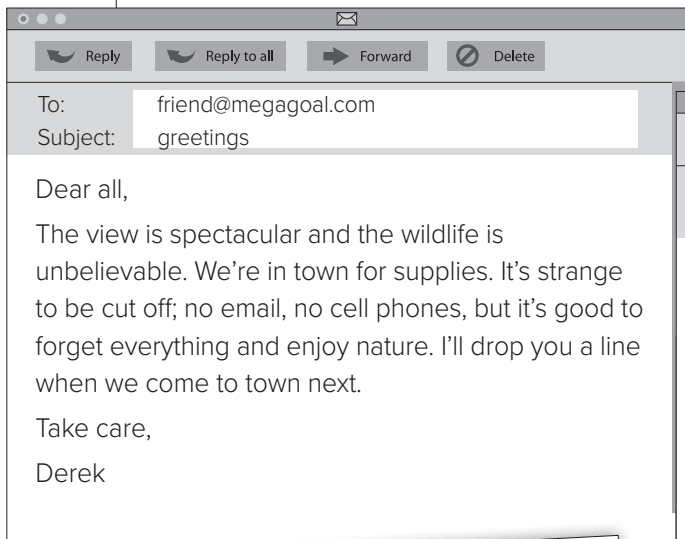 Reply Reply to all Forward Delete
To: friend@megagoal.com
Subject: greetings
Dear all,
The view is spectacular and the wildlife is
unbelievable. We’re in town for supplies. It’s strange
to be cut off; no email, no cell phones, but it’s good to
forget everything and enjoy nature. I’ll drop you a line
when we come to town next.
Take care,
Derek